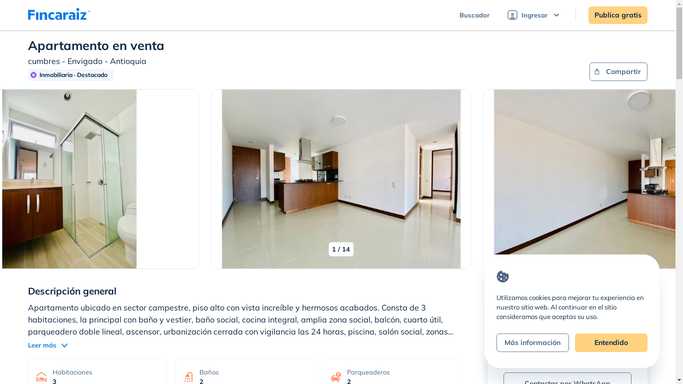 Fincaraiz
Buscador
Ingresar
Publica gratis
Apartamento en venta
cumbres - Envigado - Antioquia
Inmobiliaria · Destacado
Compartir
1 / 14
Descripción general
Apartamento ubicado en sector campestre, piso alto con vista increíble y hermosos acabados. Consta de 3
habitaciones, la principal con baño y vestier, baño social, cocina integral, amplia zona social, balcón, cuarto útil,
parqueadero doble lineal, ascensor, urbanización cerrada con vigilancia las 24 horas, piscina, salón social, zonas...
Leer más
Habitaciones
3
Baños
2
Parqueaderos
2
Utilizamos cookies para mejorar tu experiencia en
nuestro sitio web. Al continuar en el sitio
consideramos que aceptas su uso.
Más información
Entendido
Contactar por WhatsApp